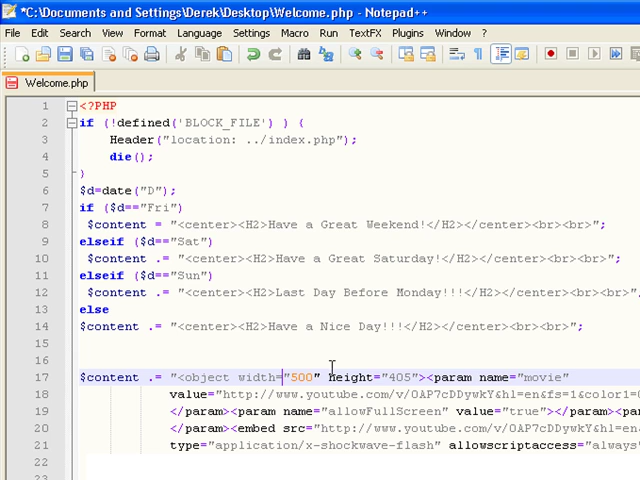 *C:\Documents and Settings\Derek\Desktop\Welcome.php - Notepad++
File Edit Search View Format Language Settings Macro Run TextFX Plugins Window ?
Welcome.php
1 <?PHP
2 if (!defined('BLOCK_FILE') ) {
3 Header("location: ../index.php");
4 die();
5 }
6 $d=date("D");
7 if ($d=="Fri")
8 $content = "<center><H2>Have a Great Weekend!</H2></center><br><br>";
9 elseif ($d=="Sat")
10 $content .= "<center><H2>Have a Great Saturday!</H2></center><br><br>";
11 elseif ($d=="Sun")
12 $content .= "<center><H2>Last Day Before Monday!!!</H2></center><br><br>"
13 else
14 $content .= "<center><H2>Have a Nice Day!!!</H2></center><br><br>";
15
16
17 $content .= "<object width="500" height="405"><param name="movie"
18 value="http://www.youtube.com/v/OAP7cDDywkY&hl=en&fs=1&color1=
19 </param><param name="allowFullScreen" value="true"></param><para
20 </param><embed src="http://www.youtube.com/v/OAP7cDDywkY&hl=en&
21 type="application/x-shockwave-flash" allowscriptaccess="always"
22
23